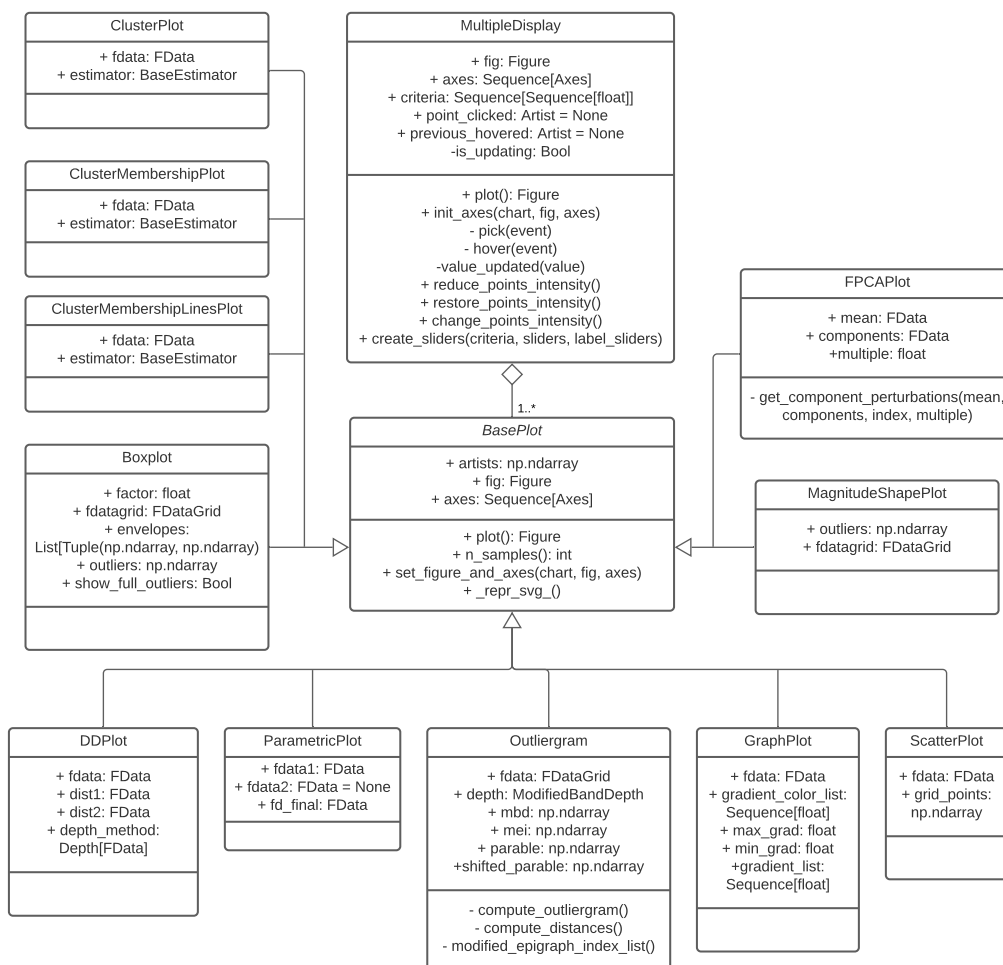 ClusterPlot
+ fdata: FData
+ estimator: BaseEstimator
MultipleDisplay
+ fig: Figure
+ axes: Sequence[Axes]
+ criteria: Sequence[Sequence[float]]
+ point_clicked: Artist = None
+ previous_hovered: Artist = None
-is_updating: Bool
+ plot(): Figure
+ init_axes(chart, fig, axes)
- pick(event)
- hover(event)
-value_updated(value)
+ reduce_points_intensity()
+ restore_points_intensity()
+ change_points_intensity()
+ create_sliders(criteria, sliders, label_sliders)
ClusterMembershipPlot
+ fdata: FData
+ estimator: BaseEstimator
ClusterMembershipLinesPlot
+ fdata: FData
+ estimator: BaseEstimator
FPCAPlot
+ mean: FData
+ components: FData
+multiple: float
- get_component_perturbations(mean,
components, index, multiple)
1..*
BasePlot
+ artists: np.ndarray
+ fig: Figure
+ axes: Sequence[Axes]
+ plot(): Figure
+ n_samples(): int
+ set_figure_and_axes(chart, fig, axes)
+ _repr_svg_()
Boxplot
+ factor: float
+ fdatagrid: FDataGrid
+ envelopes:
List[Tuple(np.ndarray, np.ndarray)
+ outliers: np.ndarray
+ show_full_outliers: Bool
MagnitudeShapePlot
+ outliers: np.ndarray
+ fdatagrid: FDataGrid
DDPlot
+ fdata: FData
+ dist1: FData
+ dist2: FData
+ depth_method:
Depth[FData]
ParametricPlot
+ fdata1: FData
+ fdata2: FData = None
+ fd_final: FData
Outliergram
+ fdata: FDataGrid
+ depth: ModifiedBandDepth
+ mbd: np.ndarray
+ mei: np.ndarray
+ parable: np.ndarray
+shifted_parable: np.ndarray
- compute_outliergram()
- compute_distances()
- modified_epigraph_index_list()
GraphPlot
+ fdata: FData
+ gradient_color_list:
Sequence[float]
+ max_grad: float
+ min_grad: float
+gradient_list:
Sequence[float]
ScatterPlot
+ fdata: FData
+ grid_points:
np.ndarray